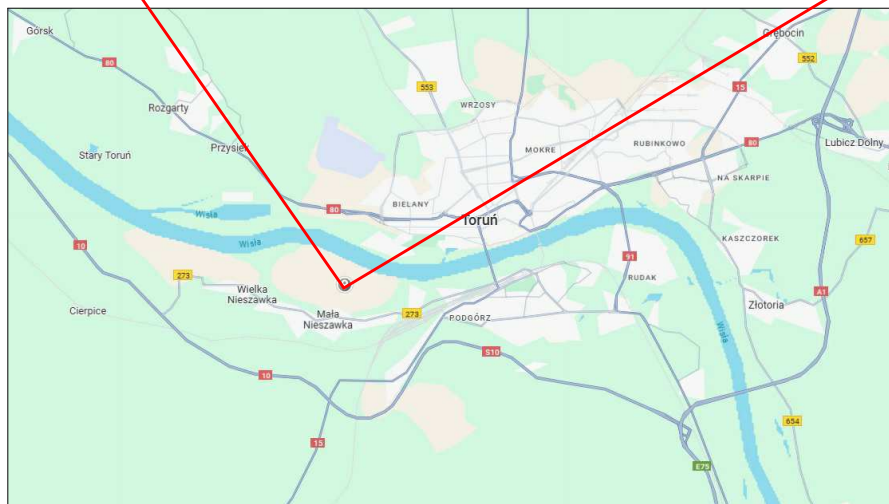 Górsk
80
Rozgarty
Stary Toruń
Przysiek
553
WRZOSY
MOKRE
15
Grębocin
552
RUBINKOWO
80
Lubicz Dolny
NA SKARPIE
BIELANY
80
Toruń
Wisła
Wisła
KASZCZOREK
657
10
273
91
RUDAK
A1
Wielka
Nieszawka
Złotoria
Cierpice
Mała
Nieszawka
273
PODGÓRZ
Wisła
S10
10
15
654
E75